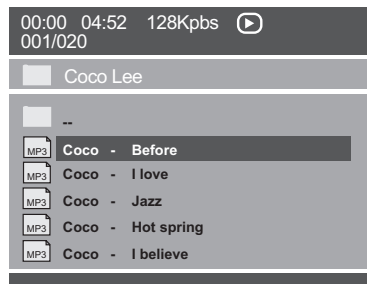 00:00 04:52 128Kpbs
001/020
Coco Lee
--
MP3 Coco - Before
MP3 Coco - I love
MP3 Coco - Jazz
MP3 Coco - Hot spring
MP3 Coco - I believe